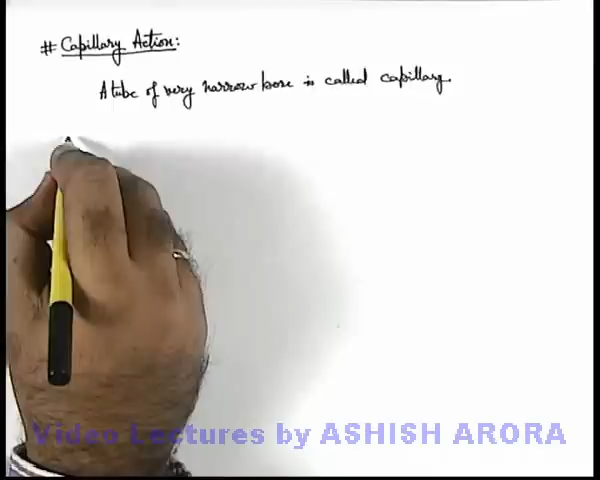 # Capillary Action:
A tube of very narrow bore is called capillary.
Video Lectures by ASHISH ARORA